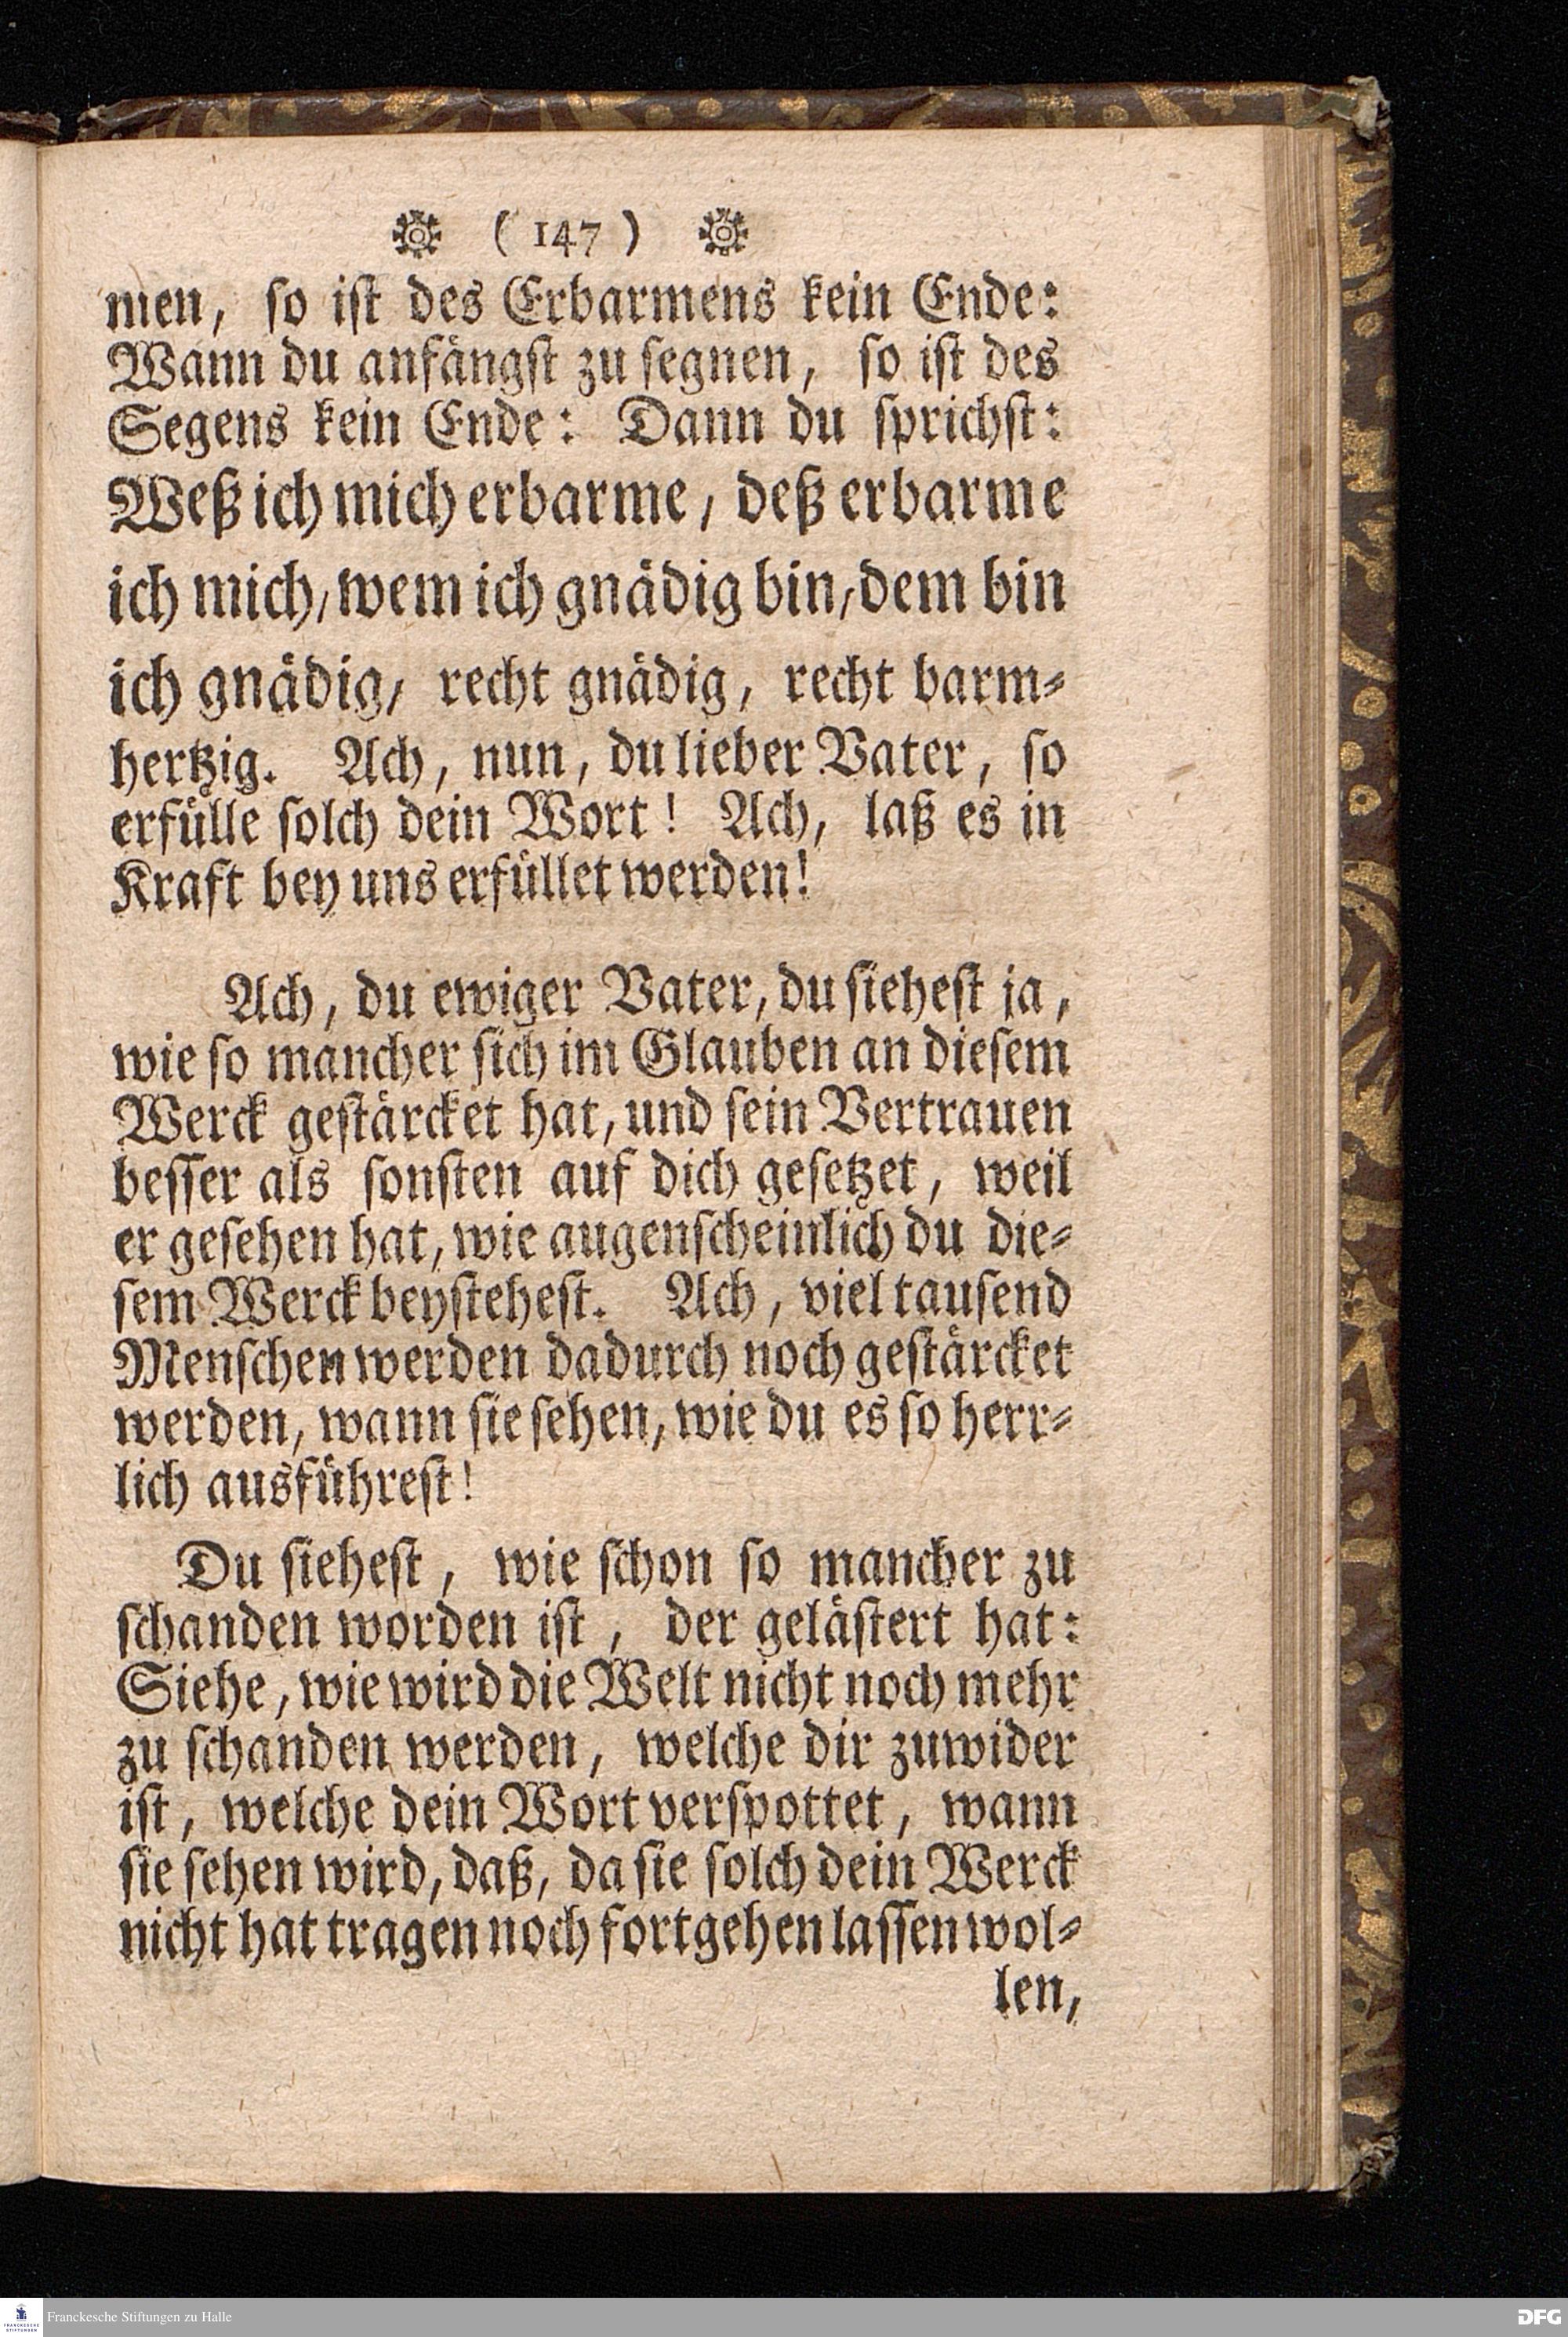 ( 147 )
men, so ist des Erbarmens kein Ende:
Wann du anfängst zu segnen, so ist des
Segens kein Ende: Dann du sprichst:
Weß ich mich erbarme, deß erbarme
ich mich, wem ich gnädig bin, dem bin
ich gnädig, recht gnädig, recht barm-
hertzig. Ach, nun, du lieber Vater, so
erfülle solch dein Wort! Ach, laß es in
Kraft bey uns erfüllet werden!
Ach, du ewiger Vater, du siehest ja,
wie so mancher sich im Glauben an diesem
Werck gestärcket hat, und sein Vertrauen
besser als sonsten auf dich gesetzet, weil
er gesehen hat, wie augenscheinlich du die-
sem Werck beystehest. Ach, viel tausend
Menschen werden dadurch noch gestärcket
werden, wann sie sehen, wie du es so herr-
lich ausführest!
Du siehest, wie schon so mancher zu
schanden worden ist, der gelästert hat:
Siehe, wie wird die Welt nicht noch mehr
zu schanden werden, welche dir zuwider
ist, welche dein Wort verspottet, wann
sie sehen wird, daß, da sie solch dein Werck
nicht hat tragen noch fortgehen lassen wol-
len,
FRANCKESCHE
STIFTUNGEN
Franckesche Stiftungen zu Halle
DFG